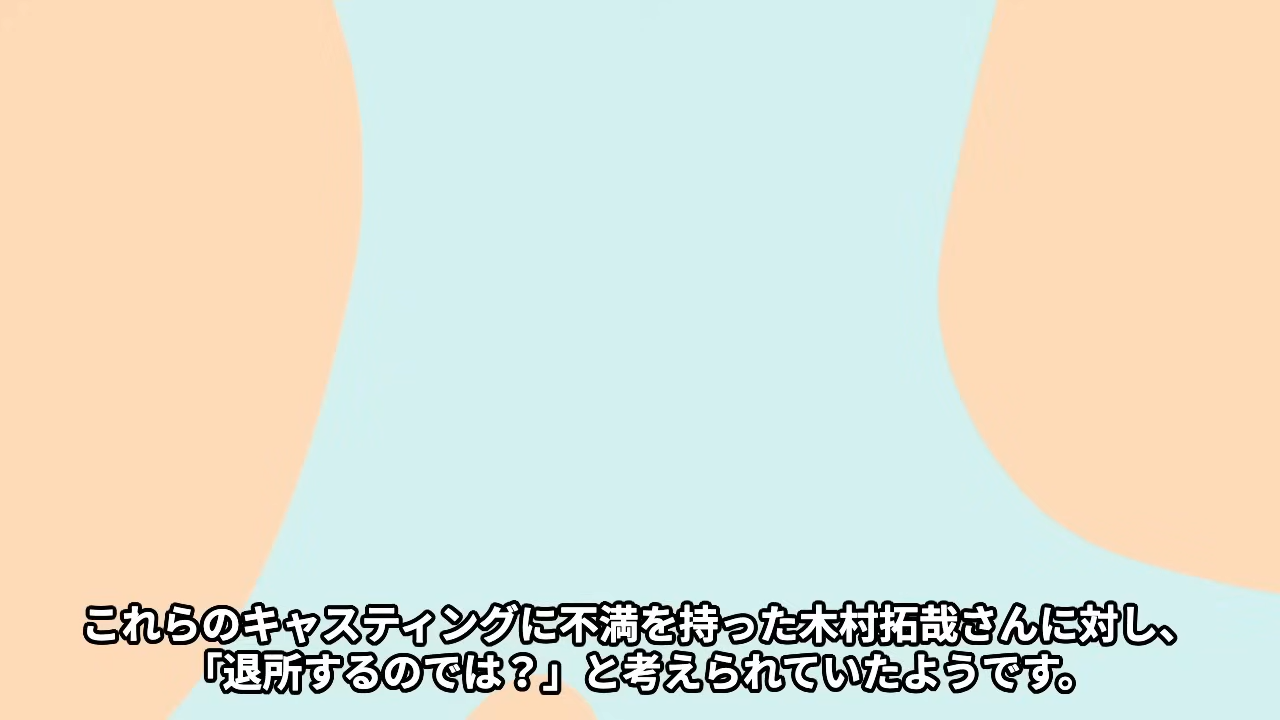 これらのキャスティングに不満を持った木村拓哉さんに対し、
「退所するのでは？」と考えられていたようです。